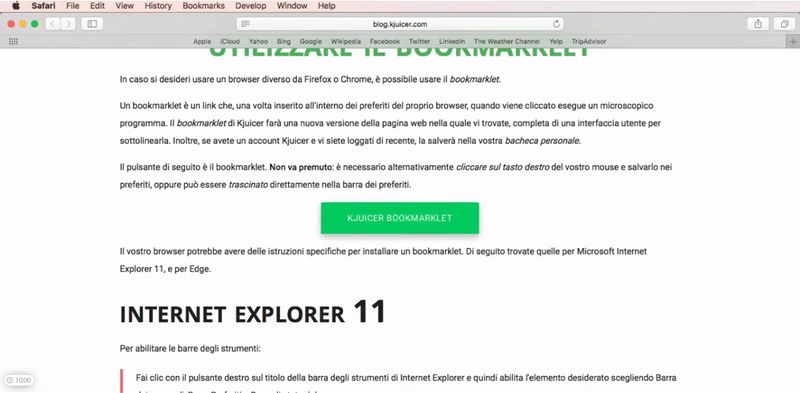 Safari File Edit View History Bookmarks Develop Window Help
blog.kjuicer.com
Apple iCloud Yahoo Bing Google Wikipedia Facebook Twitter LinkedIn The Weather Channel Yelp TripAdvisor
UTILIZZARE IL BOOKMARKLET
In caso si desideri usare un browser diverso da Firefox o Chrome, è possibile usare il bookmarklet.
Un bookmarklet è un link che, una volta inserito all'interno dei preferiti del proprio browser, quando viene cliccato esegue un microscopico
programma. Il bookmarklet di Kjuicer farà una nuova versione della pagina web nella quale vi trovate, completa di una interfaccia utente per
sottolinearla. Inoltre, se avete un account Kjuicer e vi siete loggati di recente, la salverà nella vostra bacheca personale.
Il pulsante di seguito è il bookmarklet. Non va premuto: è necessario alternativamente cliccare sul tasto destro del vostro mouse e salvarlo nei
preferiti, oppure può essere trascinato direttamente nella barra dei preferiti.
KJUICER BOOKMARKLET
Il vostro browser potrebbe avere delle istruzioni specifiche per installare un bookmarklet. Di seguito trovate quelle per Microsoft Internet
Explorer 11, e per Edge.
INTERNET EXPLORER 11
Per abilitare le barre degli strumenti:
Fai clic con il pulsante destro sul titolo della barra degli strumenti di Internet Explorer e quindi abilita l'elemento desiderato scegliendo Barra
10:00